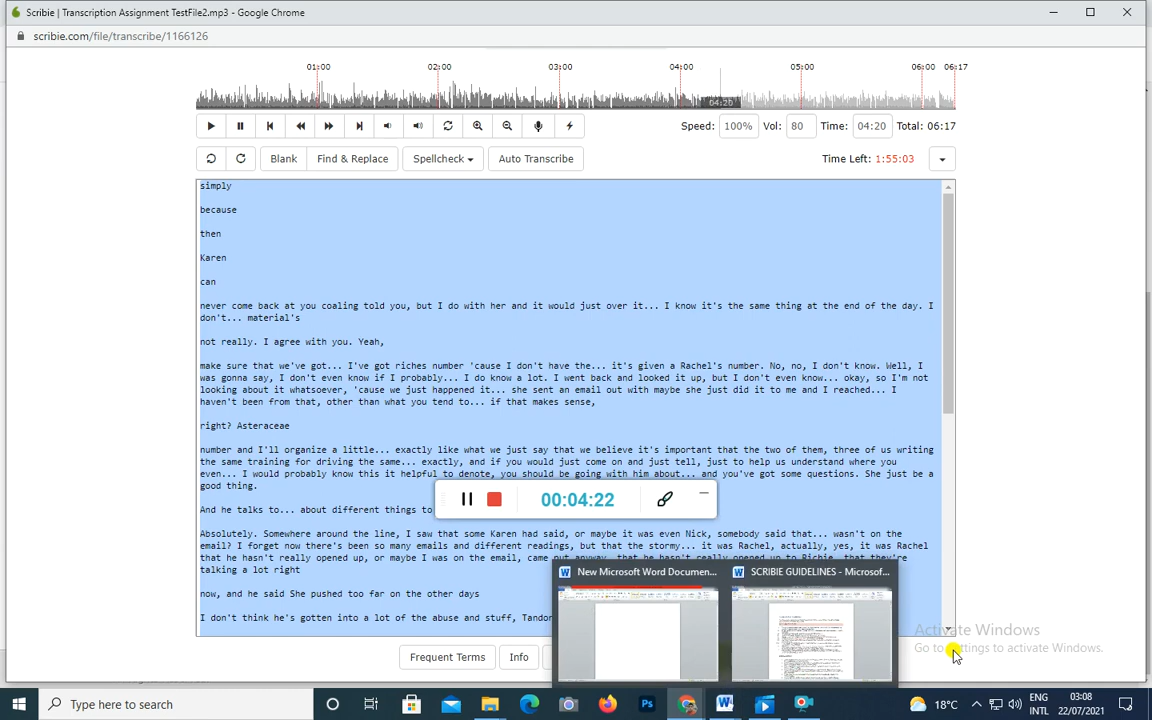 Scribie | Transcription Assignment TestFile2.mp3 - Google Chrome
scribie.com/file/transcribe/1166126
01:00 02:00 03:00 04:00 05:00 06:00 06:17
04:20
Speed: 100% Vol: 80 Time: 04:20 Total: 06:17
Blank Find & Replace Spellcheck Auto Transcribe Time Left: 1:55:03
simply
because
then
Karen
can
never come back at you coaling told you, but I do with her and it would just over it... I know it's the same thing at the end of the day. I
don't... material's
not really. I agree with you. Yeah,
make sure that we've got... I've got riches number 'cause I don't have the... it's given a Rachel's number. No, no, I don't know. Well, I
was gonna say, I don't even know if I probably... I do know a lot. I went back and looked it up, but I don't even know... okay, so I'm not
looking about it whatsoever, 'cause we just happened it... she sent an email out with maybe she just did it to me and I reached... I
haven't been from that, other than what you tend to... if that makes sense,
right? Asteraceae
number and I'll organize a little... exactly like what we just say that we believe it's important that the two of them, three of us writing
the same training for driving the same... exactly, and if you would just come on and just tell, just to help us understand where you
even... I would probably know this it helpful to denote, you should be going with him about... and you've got some questions. She just be a
good thing.
And he talks to... about different things to
00:04:22
Absolutely. Somewhere around the line, I saw that some Karen had said, or maybe it was even Nick, somebody said that... wasn't on the
email? I forget now there's been so many emails and different readings, but that the stormy... it was Rachel, actually, yes, it was Rachel
that he hasn't really opened up, or maybe I was on the email, came out anyway, that he hasn't really opened up to Richie, that they're
talking a lot right
now, and he said She pushed too far on the other days
I don't think he's gotten into a lot of the abuse and stuff, Tandor
New Microsoft Word Documen... SCRIBIE GUIDELINES - Microsof...
Activate Windows
Go to Settings to activate Windows.
Frequent Terms Info
Type here to search
18°C
ENG
INTL
03:08
22/07/2021